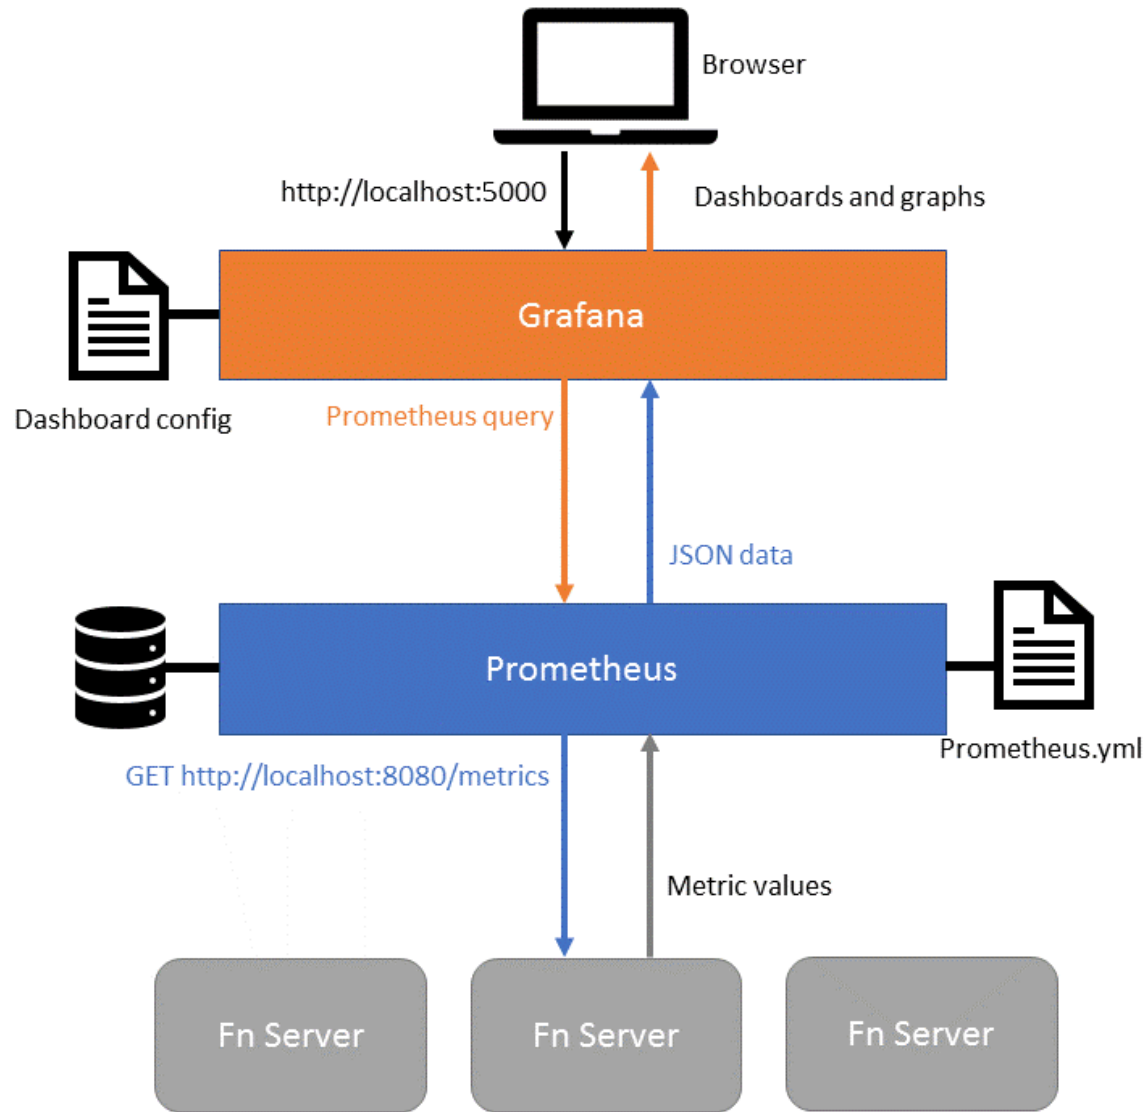 Browser
http://localhost:5000
Dashboards and graphs
Grafana
Dashboard config
Prometheus query
JSON data
Prometheus
Prometheus.yml
GET http://localhost:8080/metrics
Metric values
Fn Server
Fn Server
Fn Server